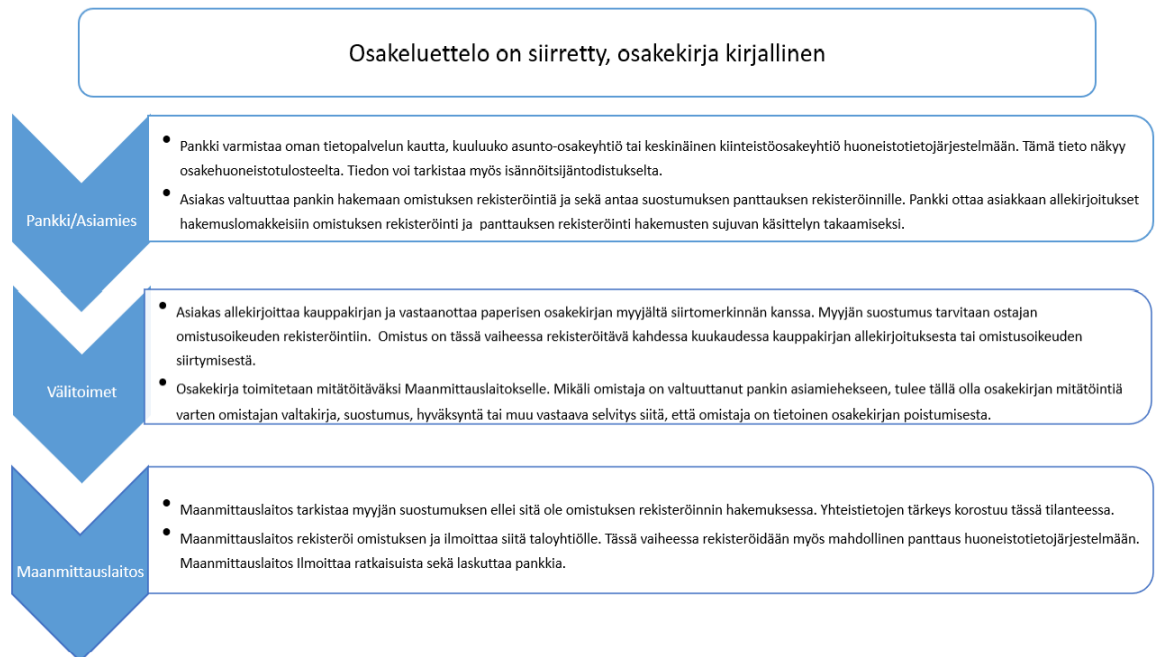 Osakeluettelo on siirretty, osakekirja kirjallinen
Pankki/Asiamies
• Pankki varmistaa oman tietopalvelun kautta, kuuluuko asunto-osakeyhtiö tai keskinäinen kiinteistöosakeyhtiö huoneistotietojärjestelmään. Tämä tieto näkyy
osakehuoneistotulosteelta. Tiedon voi tarkistaa myös isännöitsijäntodistukselta.
• Asiakas valtuuttaa pankin hakemaan omistuksen rekisteröintiä ja sekä antaa suostumuksen panttauksen rekisteröinnille. Pankki ottaa asiakkaan allekirjoitukset
hakemuslomakkeisiin omistuksen rekisteröinti ja panttauksen rekisteröinti hakemusten sujuvan käsittelyn takaamiseksi.
Välitoimet
• Asiakas allekirjoittaa kauppakirjan ja vastaanottaa paperisen osakekirjan myyjältä siirtomerkinnän kanssa. Myyjän suostumus tarvitaan ostajan
omistusoikeuden rekisteröintiin. Omistus on tässä vaiheessa rekisteröitävä kahdessa kuukaudessa kauppakirjan allekirjoituksesta tai omistusoikeuden
siirtymisestä.
• Osakekirja toimitetaan mitätöitäväksi Maanmittauslaitokselle. Mikäli omistaja on valtuuttanut pankin asiamiehekseen, tulee tällä olla osakekirjan mitätöintiä
varten omistajan valtakirja, suostumus, hyväksyntä tai muu vastaava selvitys siitä, että omistaja on tietoinen osakekirjan poistumisesta.
Maanmittauslaitos
• Maanmittauslaitos tarkistaa myyjän suostumuksen ellei sitä ole omistuksen rekisteröinnin hakemuksessa. Yhteistietojen tärkeys korostuu tässä tilanteessa.
• Maanmittauslaitos rekisteröi omistuksen ja ilmoittaa siitä taloyhtiölle. Tässä vaiheessa rekisteröidään myös mahdollinen panttaus huoneistotietojärjestelmään.
Maanmittauslaitos Ilmoittaa ratkaisuista sekä laskuttaa pankkia.